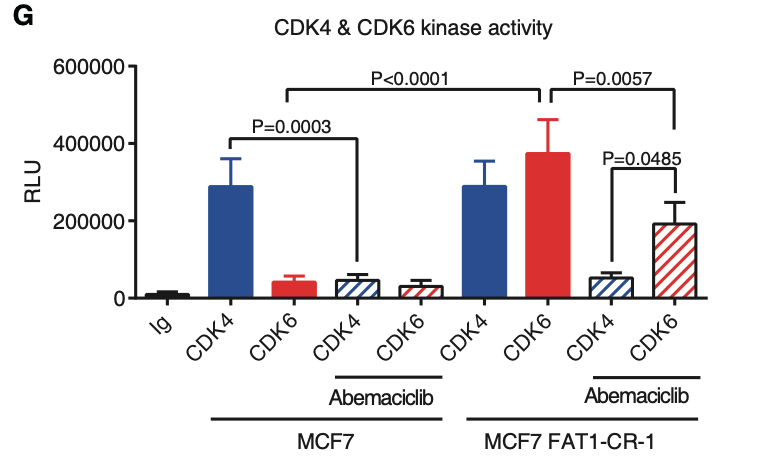 G
CDK4 & CDK6 kinase activity
600000
P<0.0001
P=0.0057
P=0.0003
400000
P=0.0485
RLU
200000
0
Ig
CDK4
CDK6
CDK4
CDK6
CDK4
CDK6
CDK4
CDK6
Abemaciclib
Abemaciclib
MCF7
MCF7 FAT1-CR-1